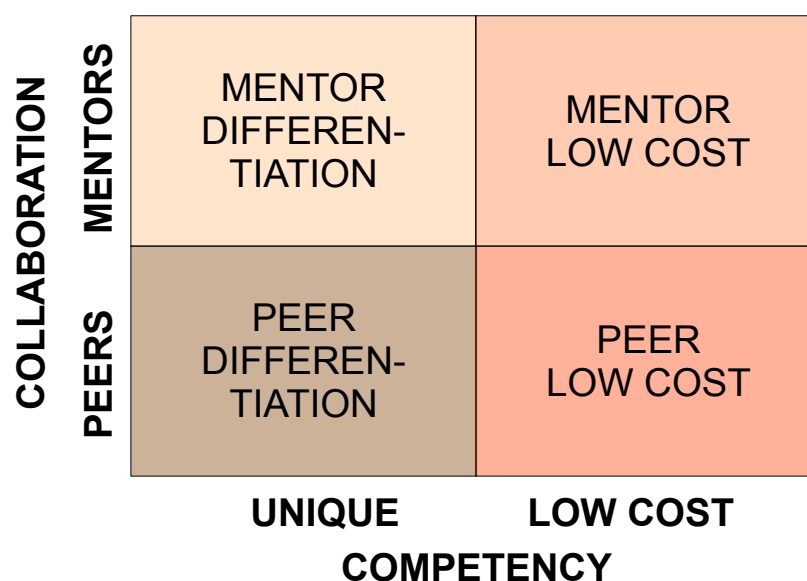 COLLABORATION
MENTORS
MENTOR
DIFFEREN-
TIATION
MENTOR
LOW COST
PEERS
PEER
DIFFEREN-
TIATION
PEER
LOW COST
UNIQUE
LOW COST
COMPETENCY